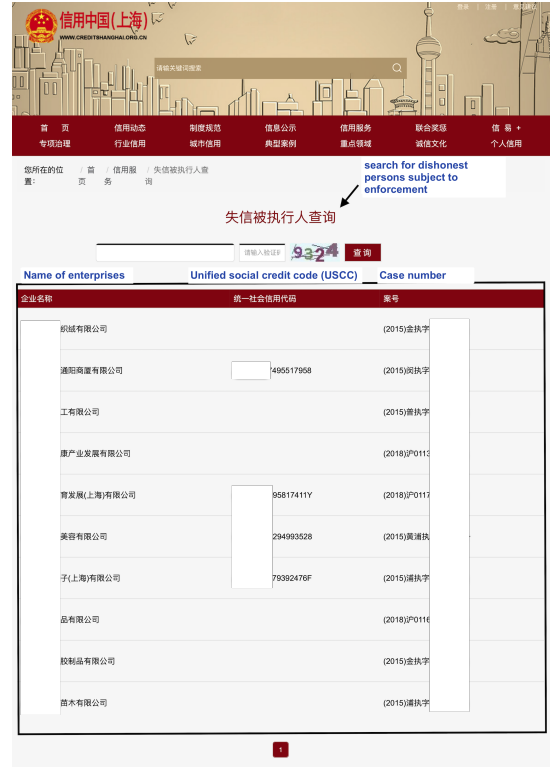 信用中国(上海)
WWW.CREDITSHANGHAI.ORG.CN
登录 | 注册 |
请输关键词搜索
首 页 信用动态 制度规范 信息公示 信用服务 联合奖惩 信 易 +
专项治理 行业信用 城市信用 典型案例 重点领域 诚信文化 个人信用
您所在的位置: / 首页 / 信用服务 / 失信被执行人查询
search for dishonest
persons subject to
enforcement
失信被执行人查询
请输入验证码 9324 查 询
Name of enterprises Unified social credit code (USCC) Case number
企业名称 统一社会信用代码 案号
织绒有限公司 (2015)金执字
通阳商厦有限公司 7495517958 (2015)闵执字
工有限公司 (2015)普执字
康产业发展有限公司 (2018)沪0113
育发展(上海)有限公司 95817411Y (2018)沪0117
美容有限公司 294993528 (2015)黄浦执
子(上海)有限公司 79392476F (2015)浦执字
品有限公司 (2018)沪0116
胶制品有限公司 (2015)金执字
苗木有限公司 (2015)浦执字
1